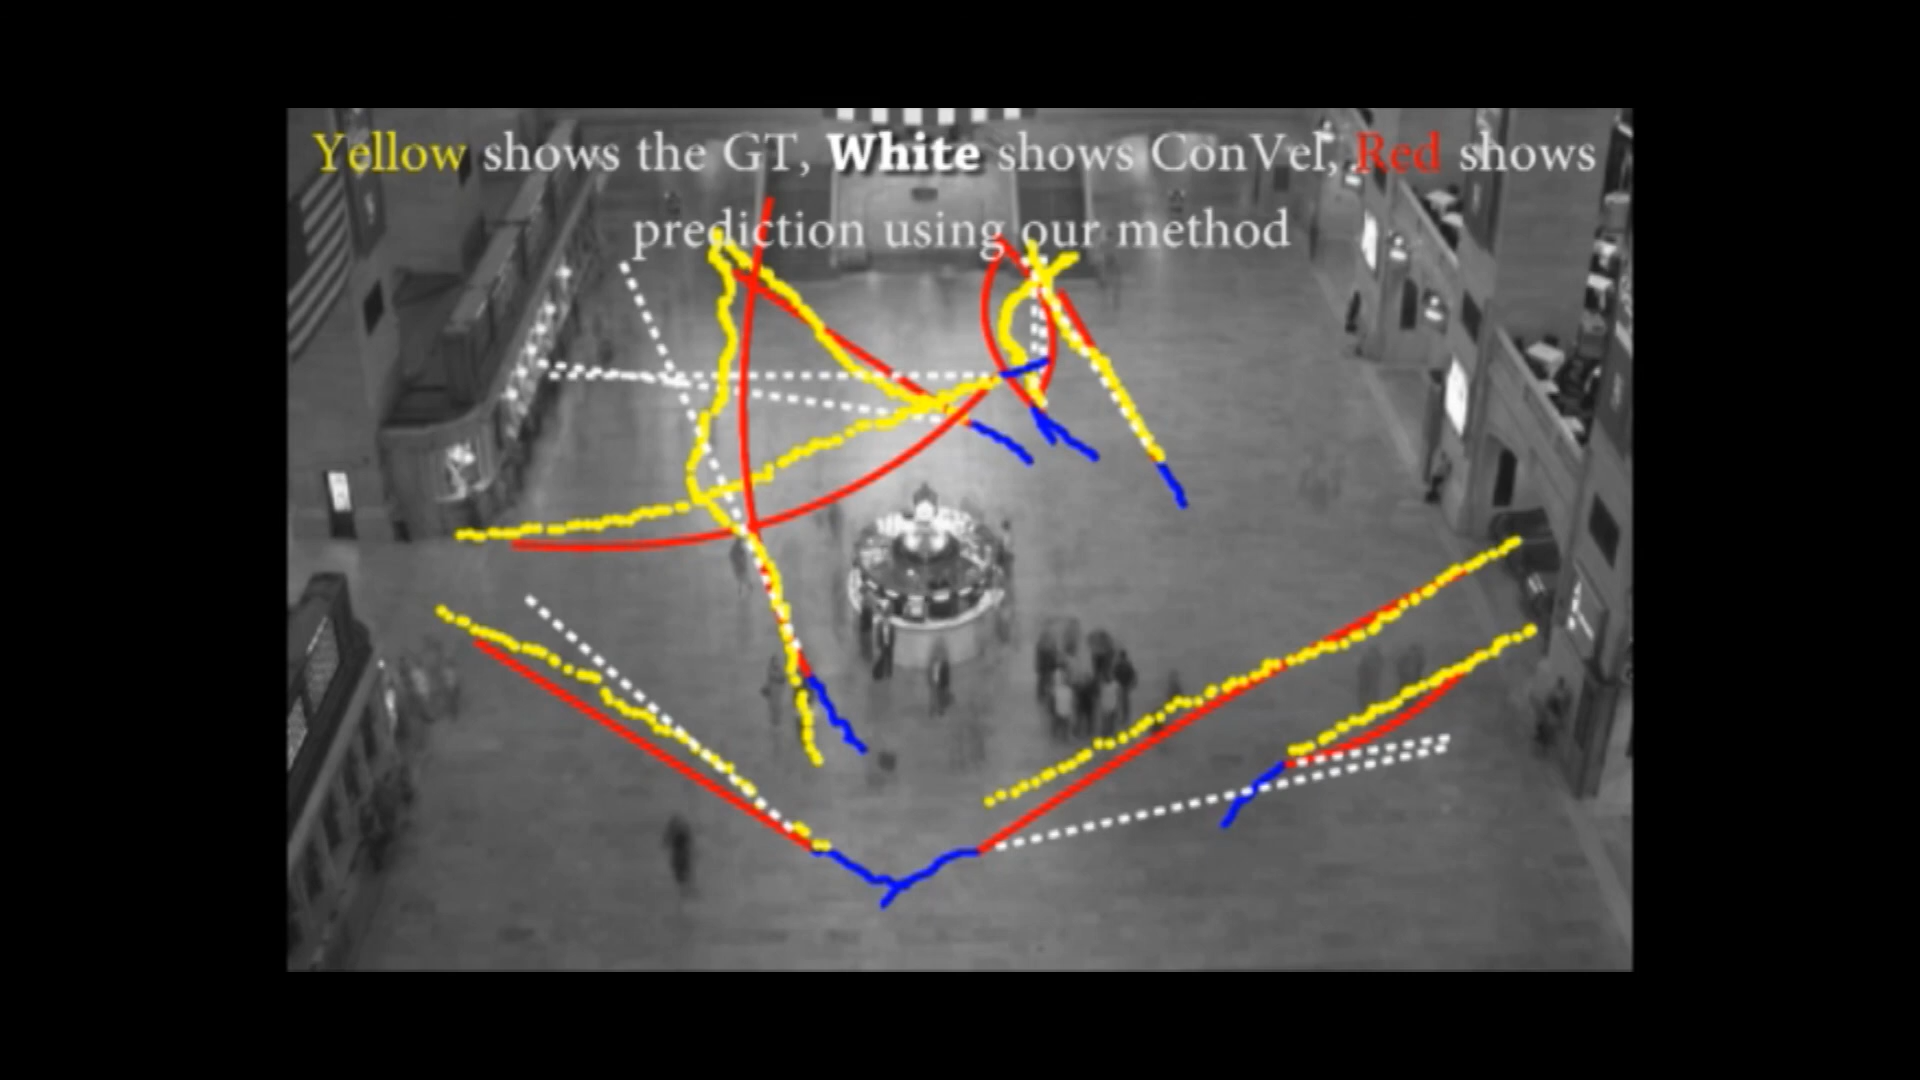 Yellow shows the GT, White shows ConVel, Red shows
prediction using our method